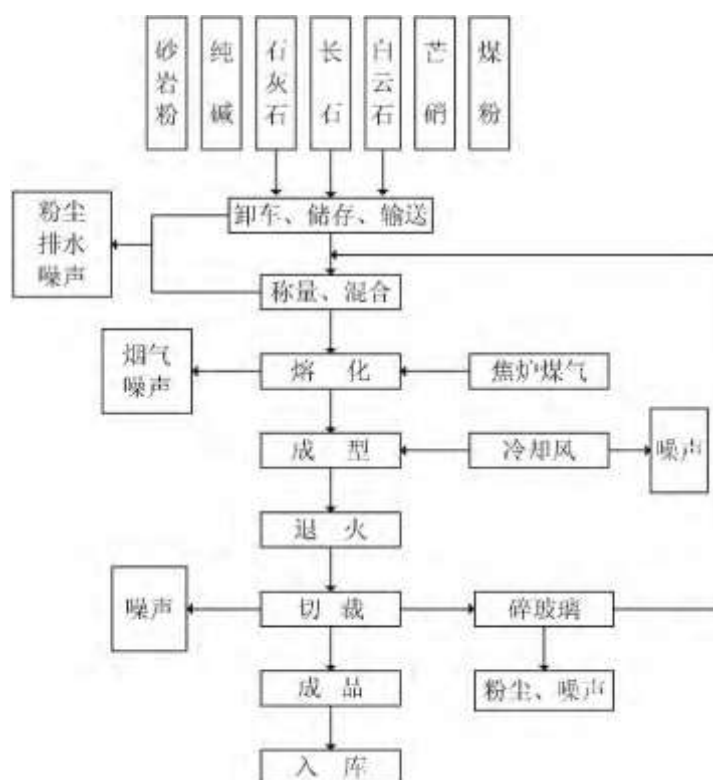 砂岩粉
纯碱
石灰石
长石
白云石
芒硝
煤粉
卸车、储存、输送
粉尘
排水
噪声
称量、混合
烟气
噪声
熔 化
焦炉煤气
成 型
冷却风
噪声
退 火
噪声
切 裁
碎玻璃
成 品
粉尘、噪声
入 库